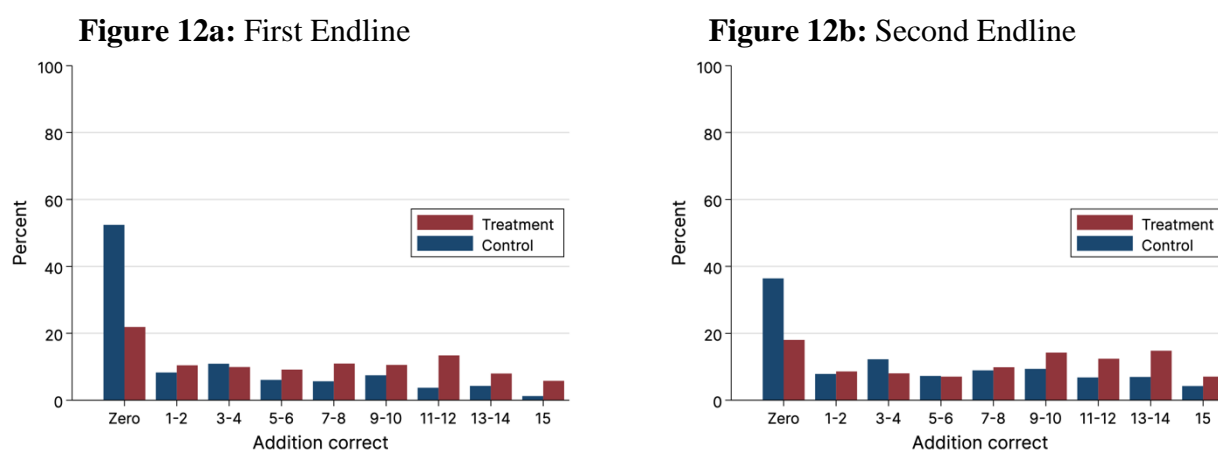 Figure 12a: First Endline
100
80
60
40
20
0
Percent
Treatment
Control
Zero 1-2 3-4 5-6 7-8 9-10 11-12 13-14 15
Addition correct
Figure 12b: Second Endline
100
80
60
40
20
0
Percent
Treatment
Control
Zero 1-2 3-4 5-6 7-8 9-10 11-12 13-14 15
Addition correct